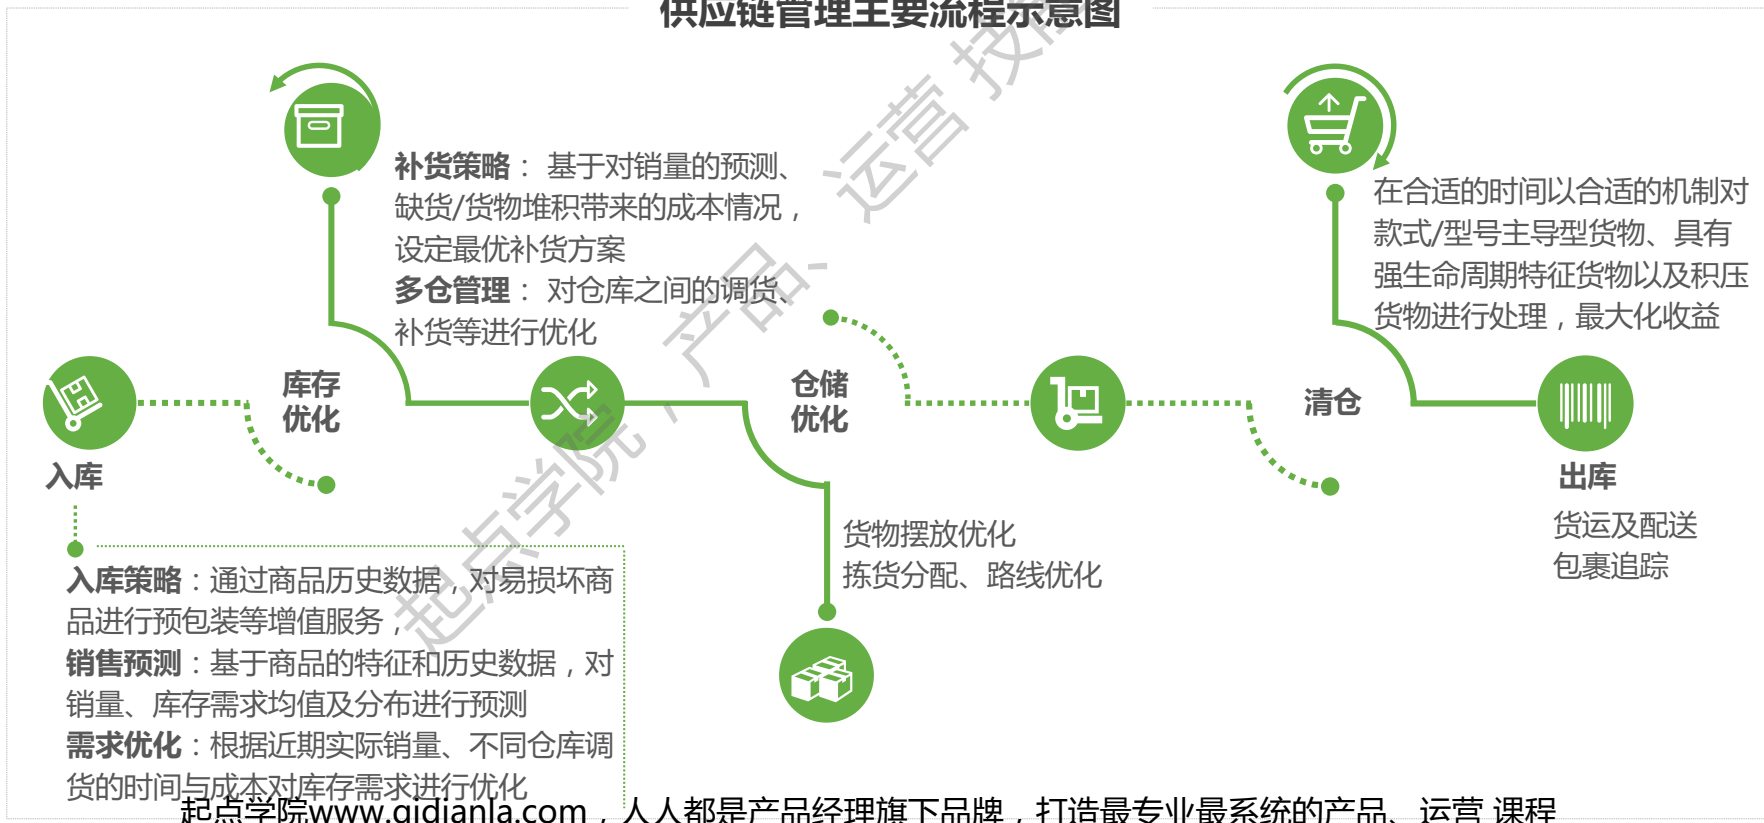 供应链管理主要流程示意图
补货策略： 基于对销量的预测、
缺货/货物堆积带来的成本情况，
设定最优补货方案
多仓管理： 对仓库之间的调货、
补货等进行优化
在合适的时间以合适的机制对
款式/型号主导型货物、具有
强生命周期特征货物以及积压
货物进行处理，最大化收益
入库
库存
优化
仓储
优化
清仓
出库
货运及配送
包裹追踪
货物摆放优化
拣货分配、路线优化
入库策略：通过商品历史数据，对易损坏商
品进行预包装等增值服务，
销售预测：基于商品的特征和历史数据，对
销量、库存需求均值及分布进行预测
需求优化：根据近期实际销量、不同仓库调
货的时间与成本对库存需求进行优化
起点学院，产品、运营 技能
起点学院www.qidianla.com，人人都是产品经理旗下品牌，打造最专业最系统的产品、运营 课程